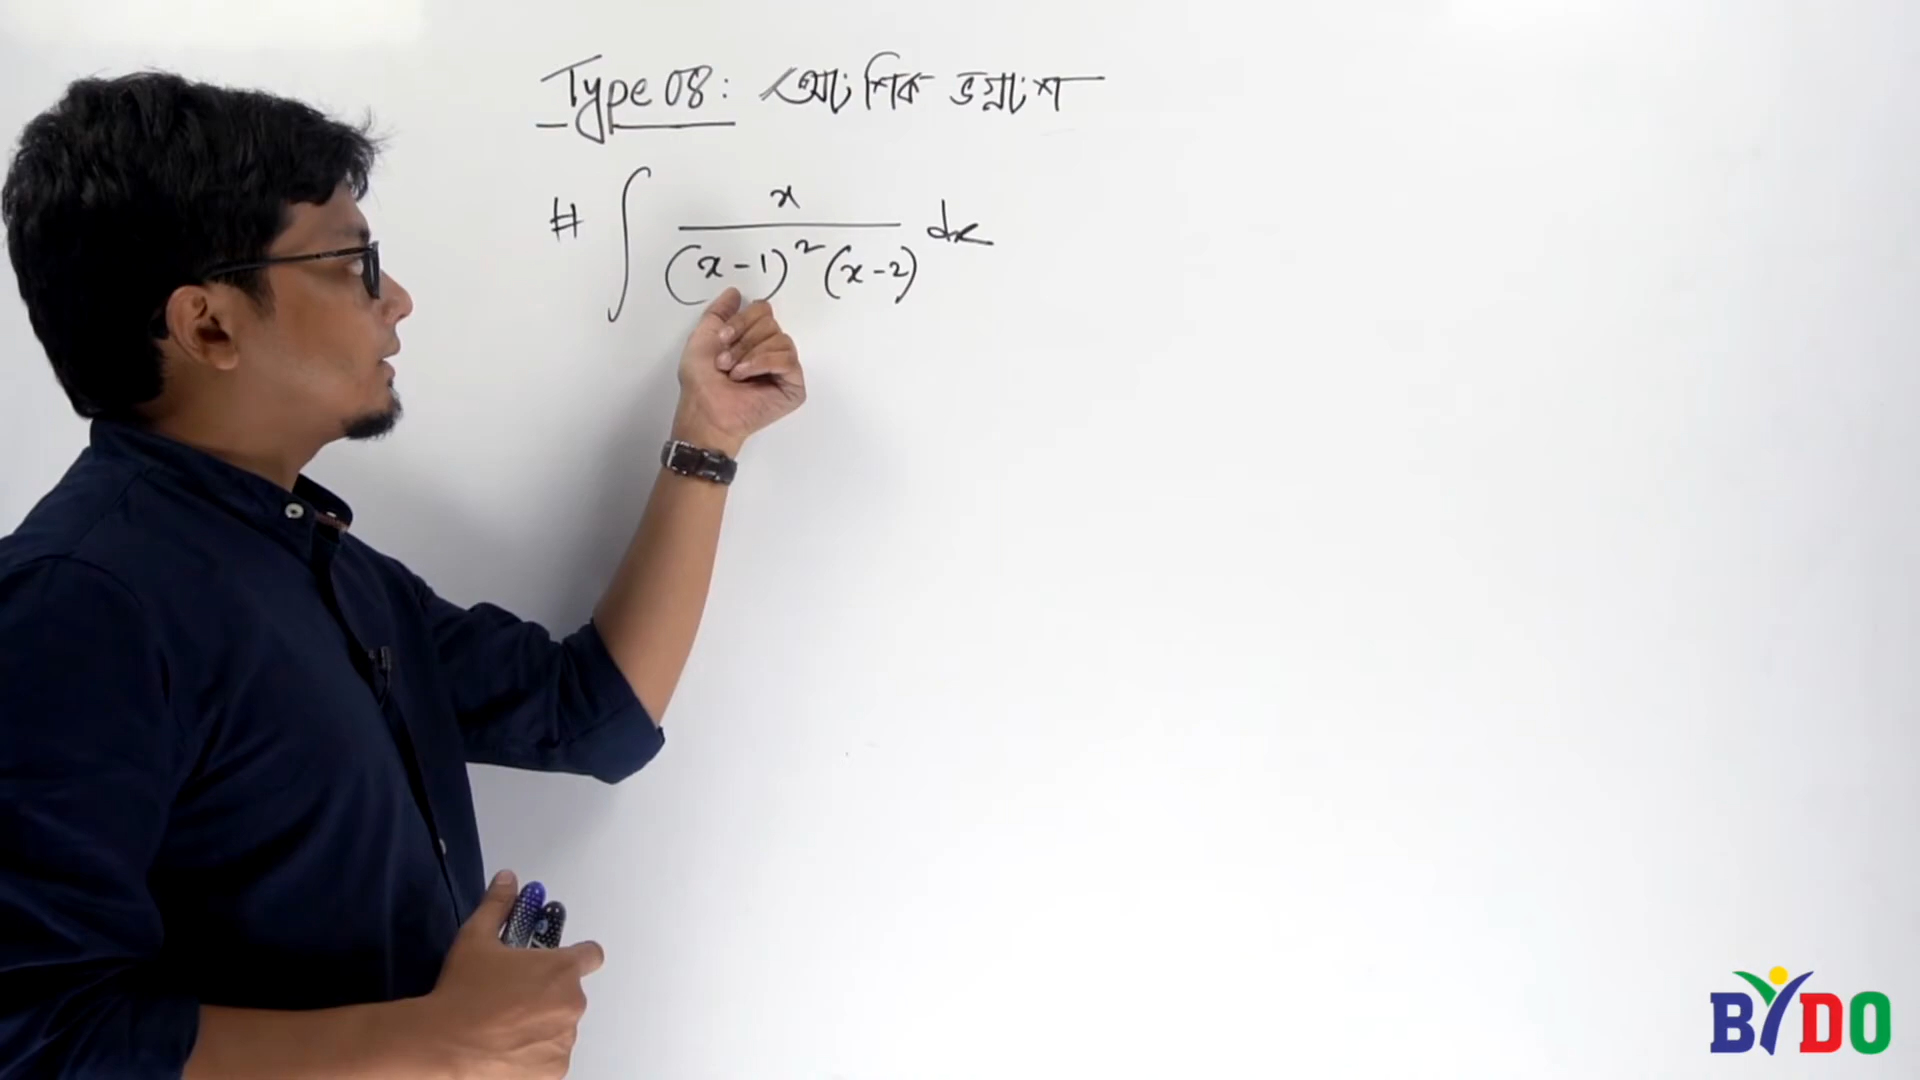 Type 08: আংশিক ভগ্নাংশ
# ∫ x / (x-1)² (x-2) dx
BYDO